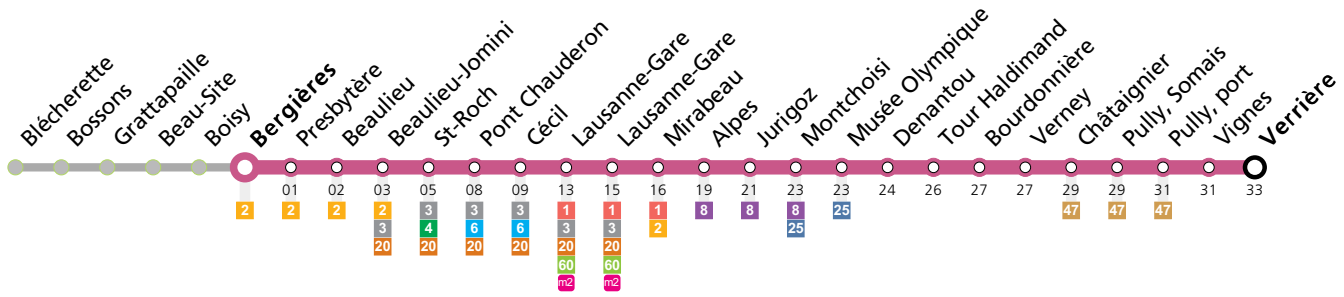 Blécherette
Bossons
Grattapaille
Beau-Site
Boisy
Bergières
Presbytère
Beaulieu
Beaulieu-Jomini
St-Roch
Pont Chauderon
Cécil
Lausanne-Gare
Lausanne-Gare
Mirabeau
Alpes
Jurigoz
Montchoisi
Musée Olympique
Denantou
Tour Haldimand
Bourdonnière
Verney
Châtaignier
Pully, Somais
Pully, port
Vignes
Verrière
01 02 03 05 08 09 13 15 16 19 21 23 23 24 26 27 27 29 29 31 31 33
2 2 2 2 3 3 3 1 1 1 8 8 8 25 47 47 47
3 4 6 6 3 3 2 25
20 20 20 20 20 20
60 60
m2 m2